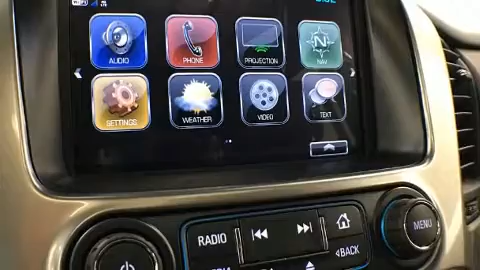 AUDIO PHONE PROJECTION NAV
SETTINGS WEATHER VIDEO TEXT
RADIO
BACK
MENU